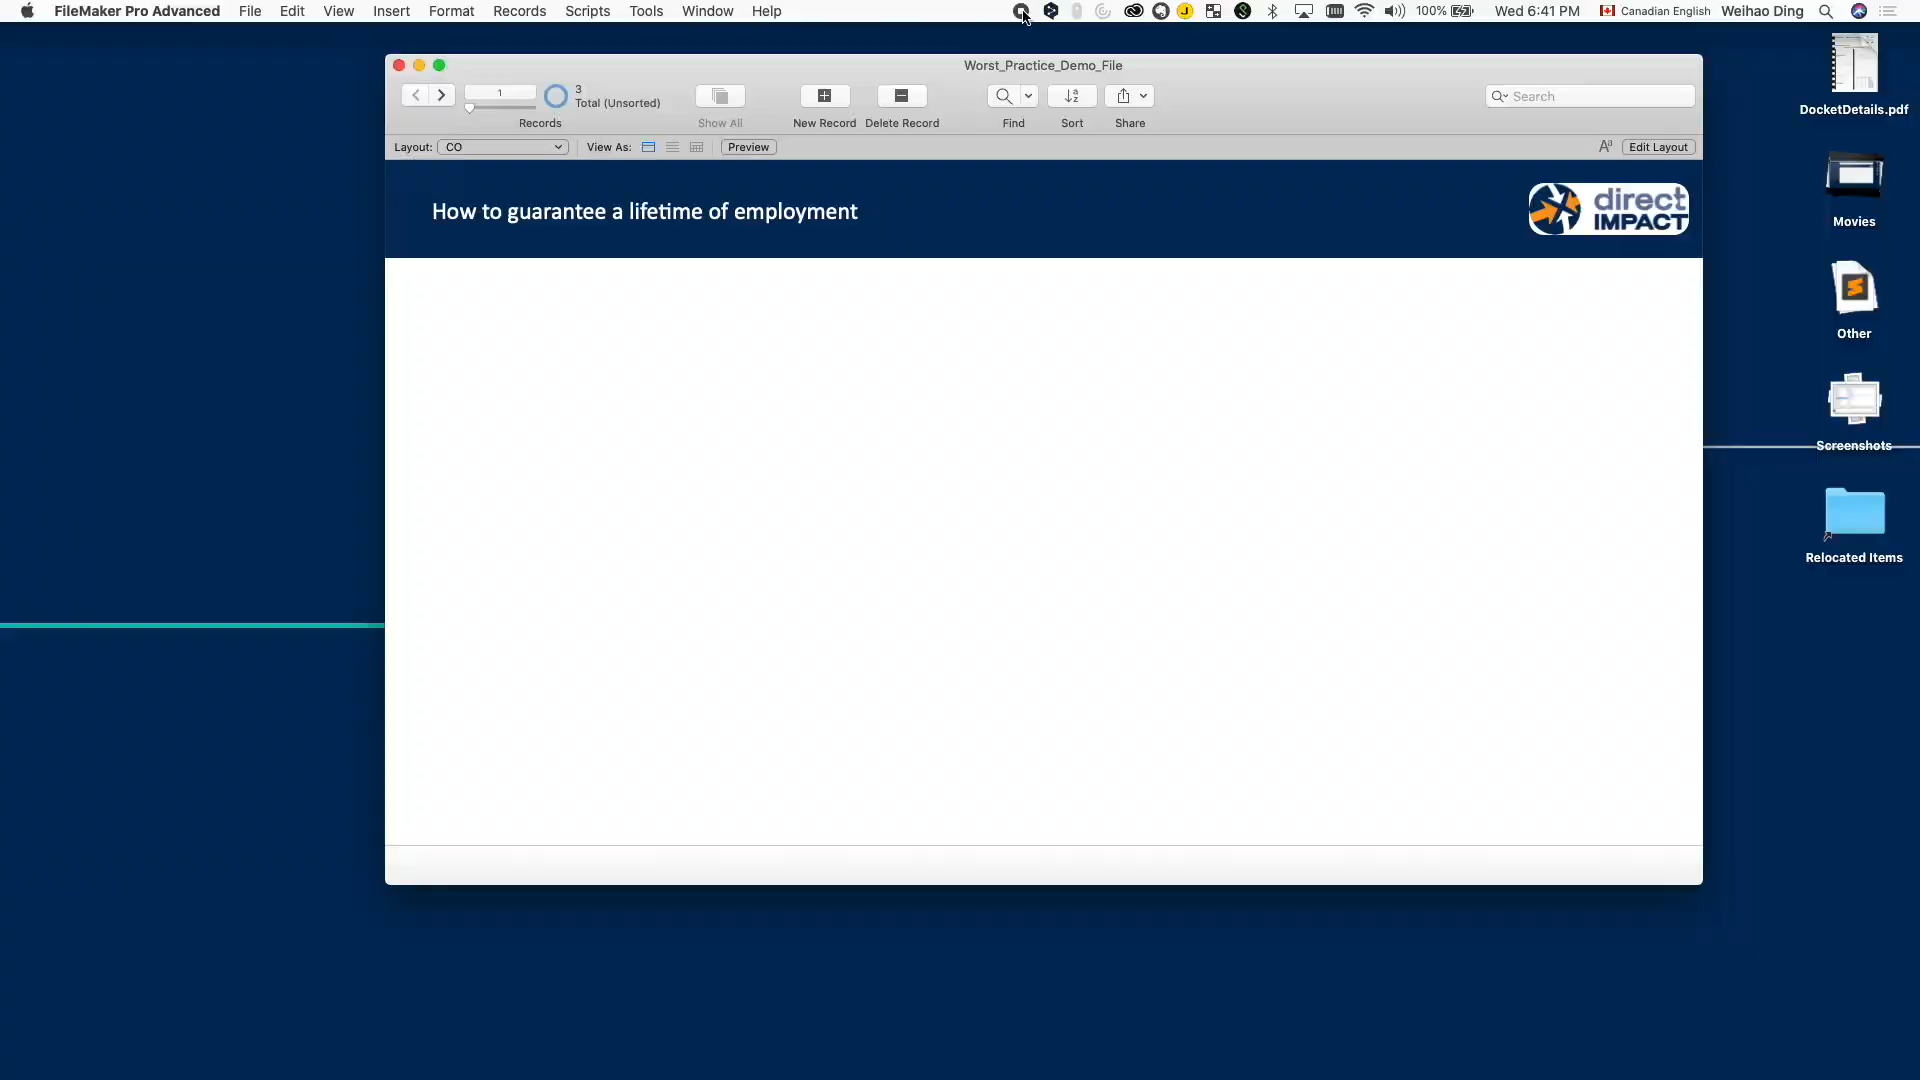 FileMaker Pro Advanced File Edit View Insert Format Records Scripts Tools Window Help 100% Wed 6:41 PM Canadian English Weihao Ding
Worst_Practice_Demo_File
1 3
Total (Unsorted)
Search
Records Show All New Record Delete Record Find Sort Share
Layout: CO View As: Preview Aª Edit Layout
How to guarantee a lifetime of employment
direct
IMPACT
DocketDetails.pdf
Movies
Other
Screenshots
Relocated Items